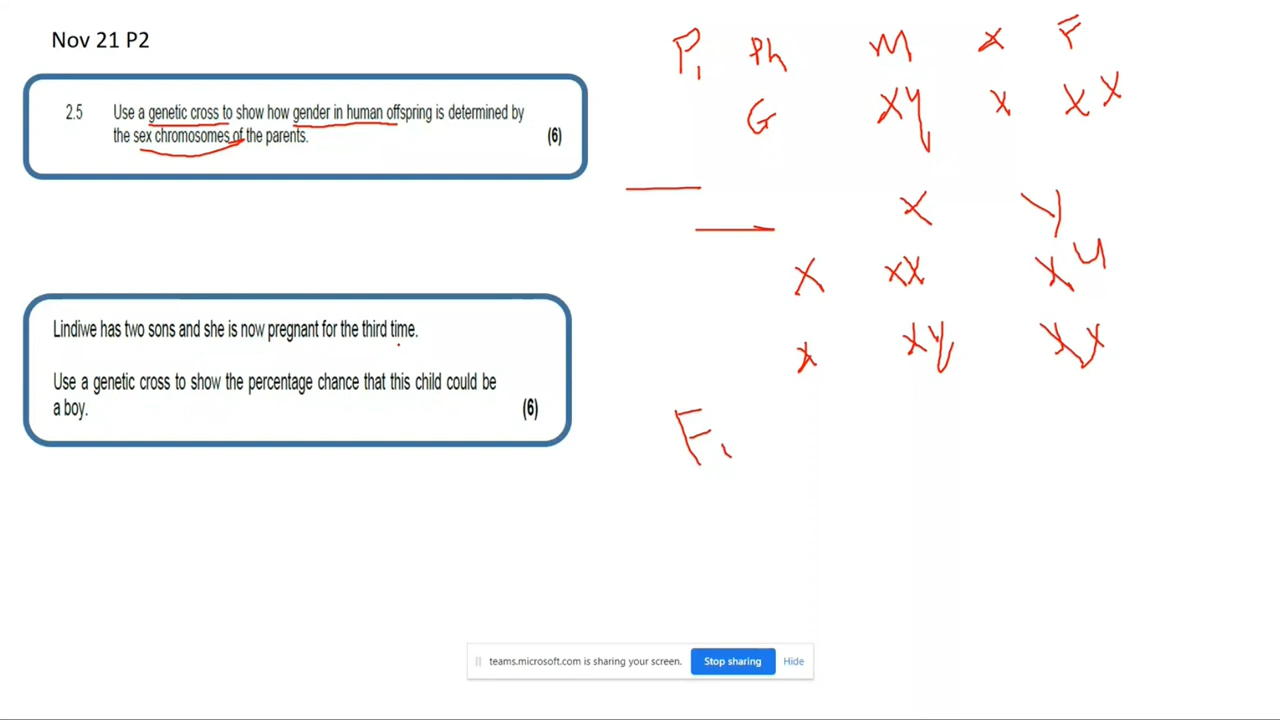 Nov 21 P2
2.5 Use a genetic cross to show how gender in human offspring is determined by
the sex chromosomes of the parents. (6)
P1 Ph M x F
G XY x XX
X Y
X XX XY
x XY
F1
Lindiwe has two sons and she is now pregnant for the third time.
Use a genetic cross to show the percentage chance that this child could be
a boy. (6)
teams.microsoft.com is sharing your screen. Stop sharing Hide